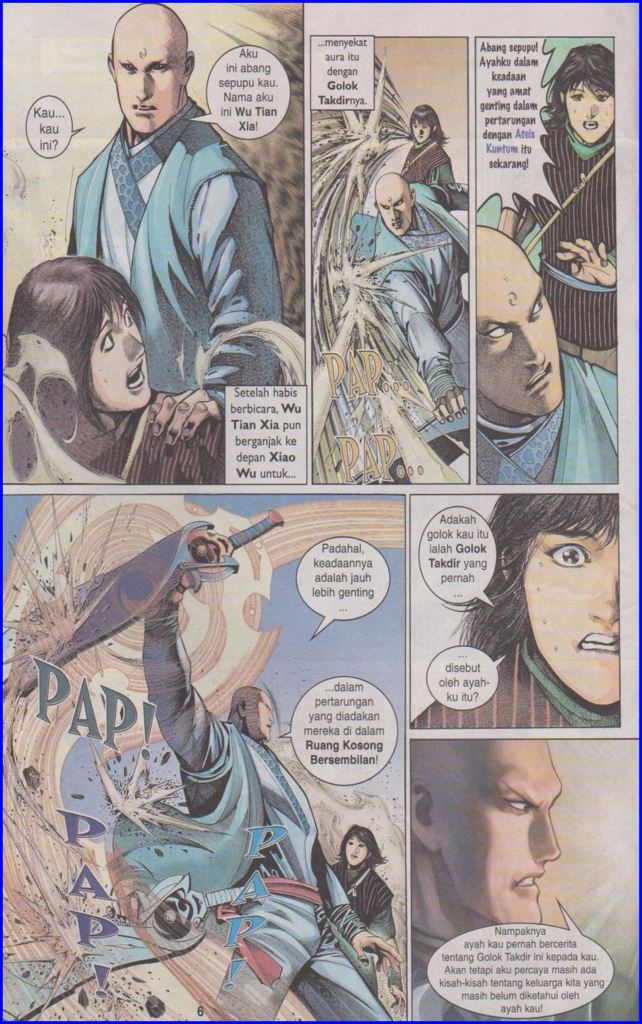 Kau...
kau
ini?
Aku
ini abang
sepupu kau.
Nama aku
ini Wu Tian
Xia!
Setelah habis
berbicara, Wu
Tian Xia pun
berganjak ke
depan Xiao
Wu untuk...
...menyekat
aura itu
dengan
Golok
Takdirnya.
PAP...
PAP...
Abang sepupu!
Ayahku dalam
keadaan
yang amat
genting dalam
pertarungan
dengan Ateis
Kuntum itu
sekarang!
PAP!
PAP!
PAP!
Padahal,
keadaannya
adalah jauh
lebih genting
...
...dalam
pertarungan
yang diadakan
mereka di dalam
Ruang Kosong
Bersembilan!
6
Adakah
golok kau itu
ialah Golok
Takdir yang
pernah
...
...
disebut
oleh ayah-
ku itu?
Nampaknya
ayah kau pernah bercerita
tentang Golok Takdir ini kepada kau.
Akan tetapi aku percaya masih ada
kisah-kisah tentang keluarga kita yang
masih belum diketahui oleh
ayah kau!